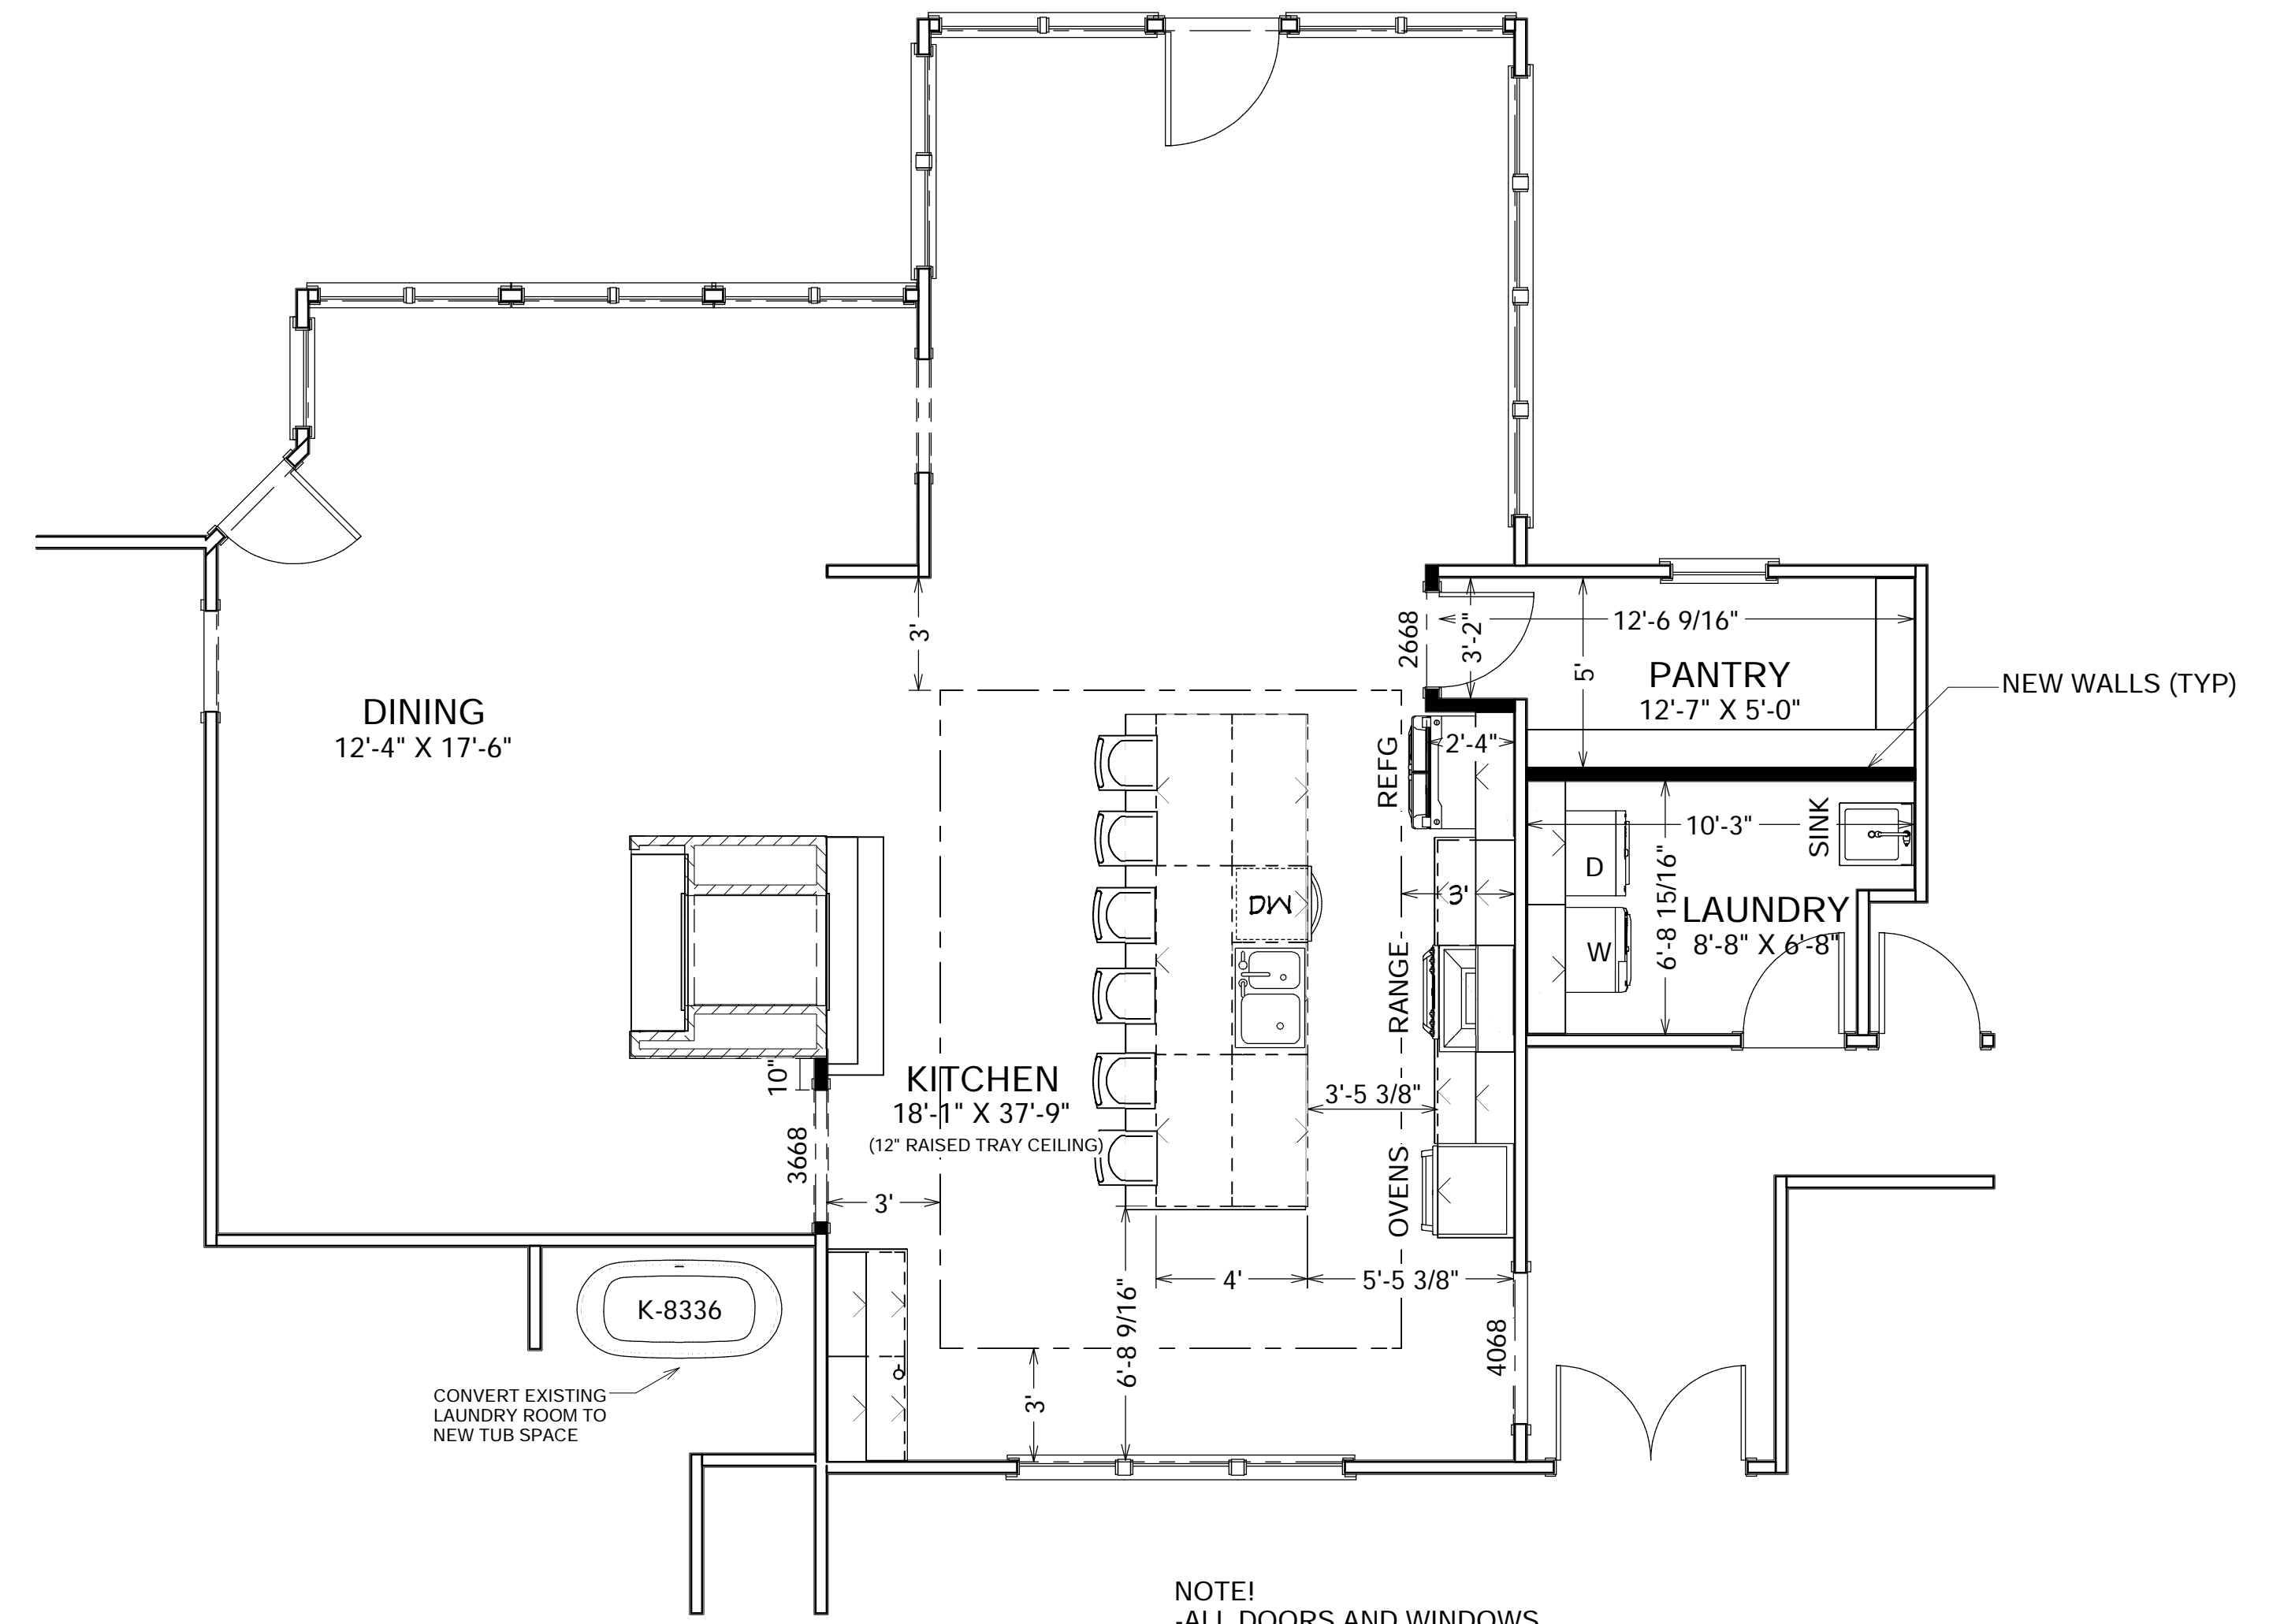 3'
2668
3'-2"
12'-6 9/16"
5'
PANTRY
12'-7" X 5'-0"
NEW WALLS (TYP)
DINING
12'-4" X 17'-6"
REFG
2'-4"
SINK
10'-3"
D
6'-8 15/16"
LAUNDRY
8'-8" X 6'-8"
W
DW
3'
RANGE
10"
KITCHEN
18'-1" X 37'-9"
(12" RAISED TRAY CEILING)
3'-5 3/8"
3668
OVENS
3'
4'
5'-5 3/8"
6'-8 9/16"
4068
K-8336
3'
CONVERT EXISTING
LAUNDRY ROOM TO
NEW TUB SPACE
NOTE!
-ALL DOORS AND WINDOWS